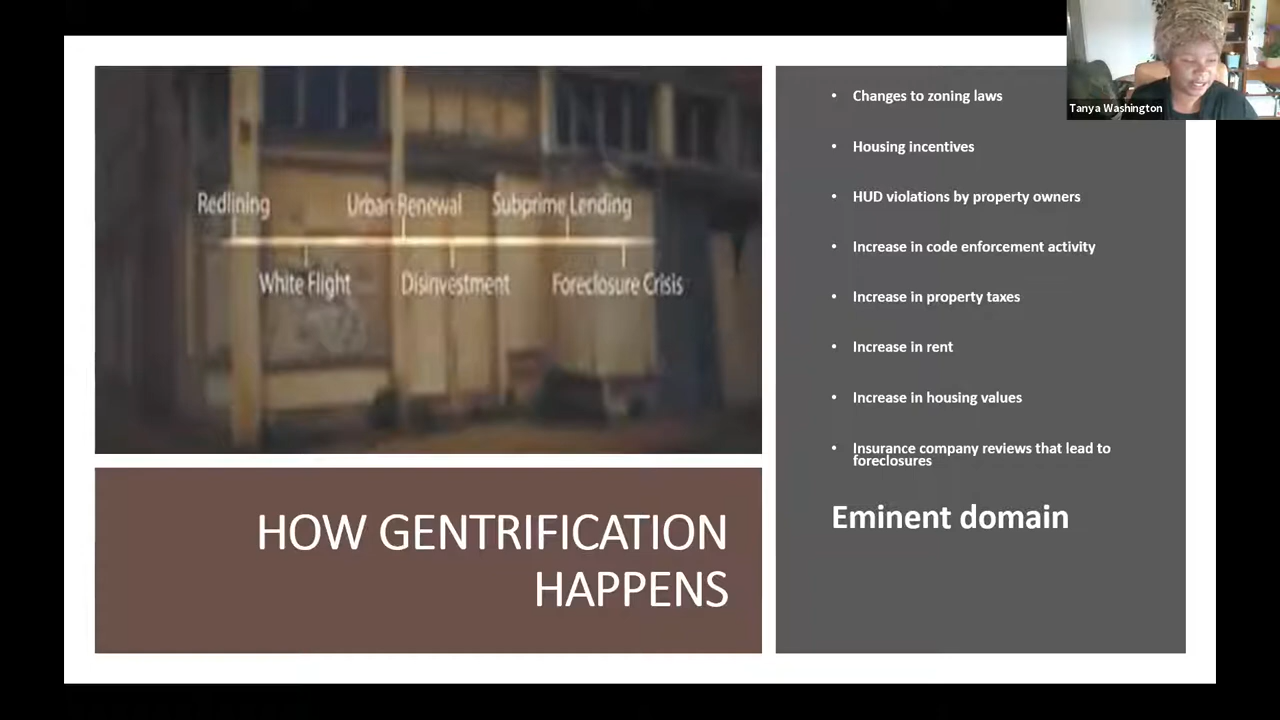 Redlining Urban Renewal Subprime Lending
White Flight Disinvestment Foreclosure Crisis
HOW GENTRIFICATION
HAPPENS
• Changes to zoning laws
• Housing incentives
• HUD violations by property owners
• Increase in code enforcement activity
• Increase in property taxes
• Increase in rent
• Increase in housing values
• Insurance company reviews that lead to
foreclosures
Eminent domain
Tanya Washington